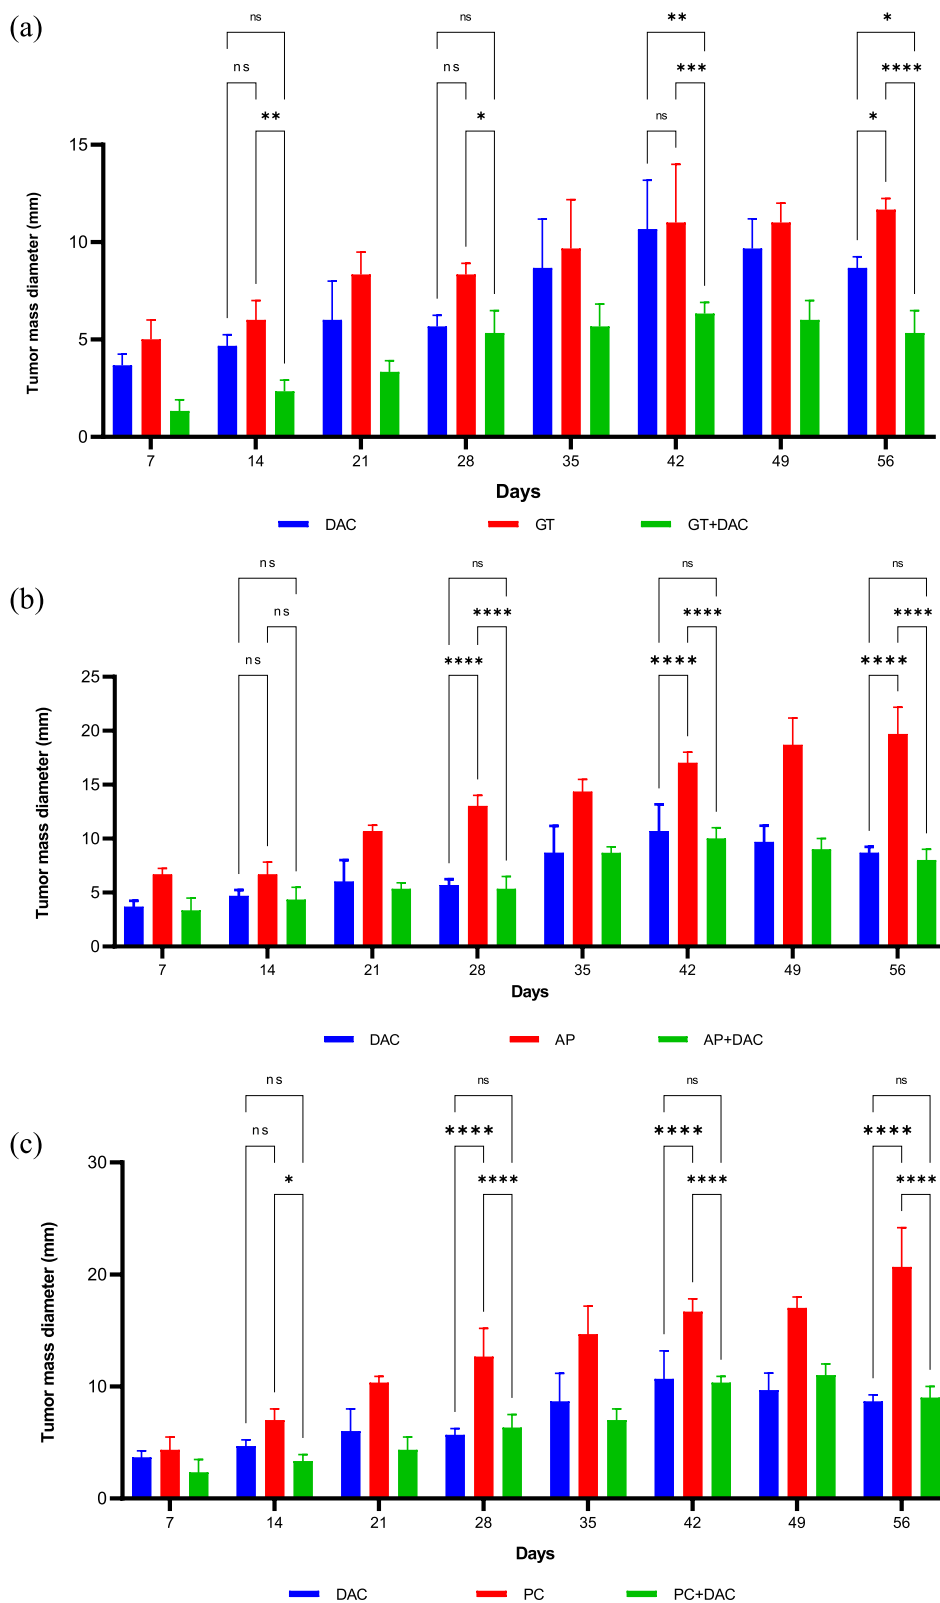 (a)
ns ns ** *
ns ns *** ****
** * ns *
15
10
5
0
Tumor mass diameter (mm)
7 14 21 28 35 42 49 56
Days
DAC GT GT+DAC
(b)
ns ns ns ns
ns **** **** ****
ns **** **** ****
25
20
15
10
5
0
Tumor mass diameter (mm)
7 14 21 28 35 42 49 56
Days
DAC AP AP+DAC
(c)
ns ns ns ns
ns **** **** ****
* **** **** ****
30
20
10
0
Tumor mass diameter (mm)
7 14 21 28 35 42 49 56
Days
DAC PC PC+DAC